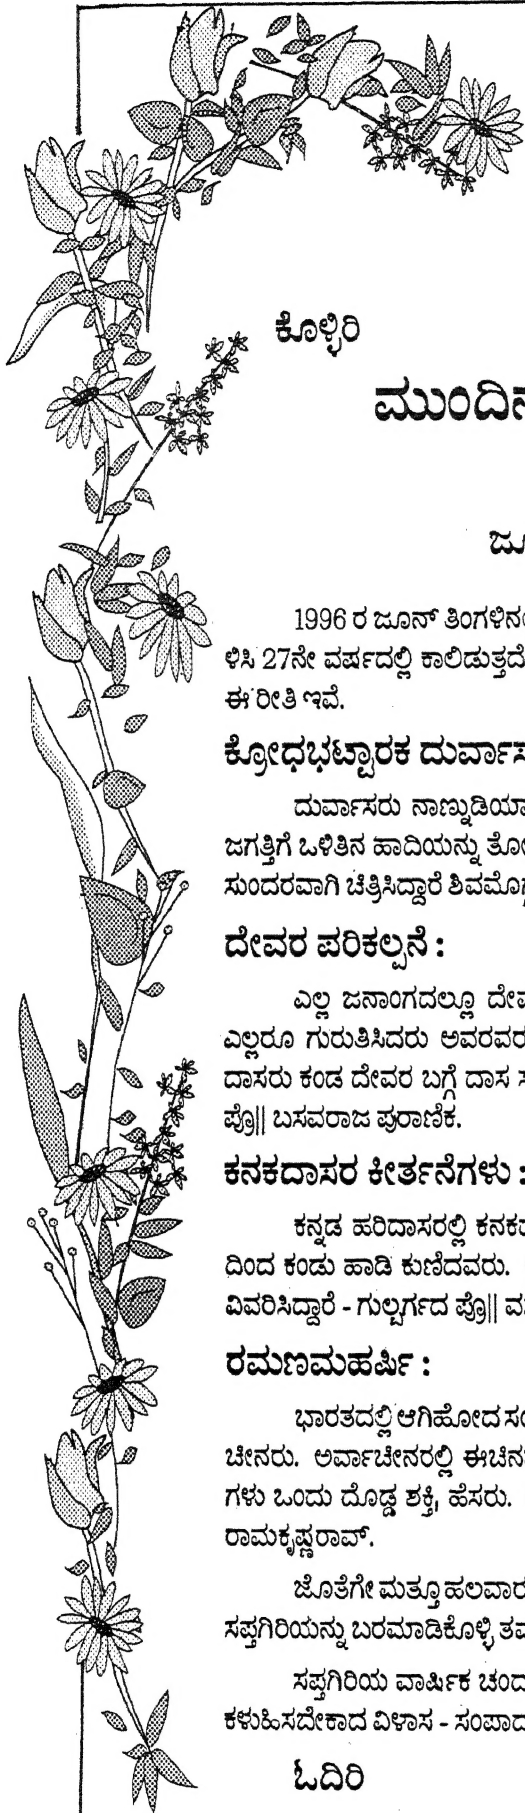 ಕೊಳ್ಳಿರಿ
ಮುಂದಿನ
ಜೂ
1996 ರ ಜೂನ್ ತಿಂಗಳಿನಂ
ಳಿಸಿ 27ನೇ ವರ್ಷದಲ್ಲಿ ಕಾಲಿಡುತ್ತದೆ
ಈ ರೀತಿ ಇವೆ.
ಕ್ರೋಧಭಟ್ಟಾರಕ ದುರ್ವಾಸ
ದುರ್ವಾಸರು ನಾಣ್ನುಡಿಯಾ
ಜಗತ್ತಿಗೆ ಒಳಿತಿನ ಹಾದಿಯನ್ನು ತೋ
ಸುಂದರವಾಗಿ ಚಿತ್ರಿಸಿದ್ದಾರೆ ಶಿವಮೊಗ್ಗ
ದೇವರ ಪರಿಕಲ್ಪನೆ :
ಎಲ್ಲ ಜನಾಂಗದಲ್ಲೂ ದೇವ
ಎಲ್ಲರೂ ಗುರುತಿಸಿದರು ಅವರವರ
ದಾಸರು ಕಂಡ ದೇವರ ಬಗ್ಗೆ ದಾಸ ಸ
ಪ್ರೊ|| ಬಸವರಾಜ ಪುರಾಣಿಕ.
ಕನಕದಾಸರ ಕೀರ್ತನೆಗಳು :
ಕನ್ನಡ ಹರಿದಾಸರಲ್ಲಿ ಕನಕದ
ದಿಂದ ಕಂಡು ಹಾಡಿ ಕುಣಿದವರು.
ವಿವರಿಸಿದ್ದಾರೆ - ಗುಲ್ಬರ್ಗದ ಪ್ರೊ|| ವ
ರಮಣಮಹರ್ಷಿ :
ಭಾರತದಲ್ಲಿ ಆಗಿಹೋದ ಸಂ
ಚೀನರು. ಅರ್ವಾಚೀನರಲ್ಲಿ ಈಚಿನ
ಗಳು ಒಂದು ದೊಡ್ಡ ಶಕ್ತಿ, ಹೆಸರು.
ರಾಮಕೃಷ್ಣರಾವ್.
ಜೊತೆಗೇ ಮತ್ತೂ ಹಲವಾರ
ಸಪ್ತಗಿರಿಯನ್ನು ಬರಮಾಡಿಕೊಳ್ಳಿ ತಮ
ಸಪ್ತಗಿರಿಯ ವಾರ್ಷಿಕ ಚಂದ
ಕಳುಹಿಸಬೇಕಾದ ವಿಳಾಸ - ಸಂಪಾದ
ಓದಿರಿ